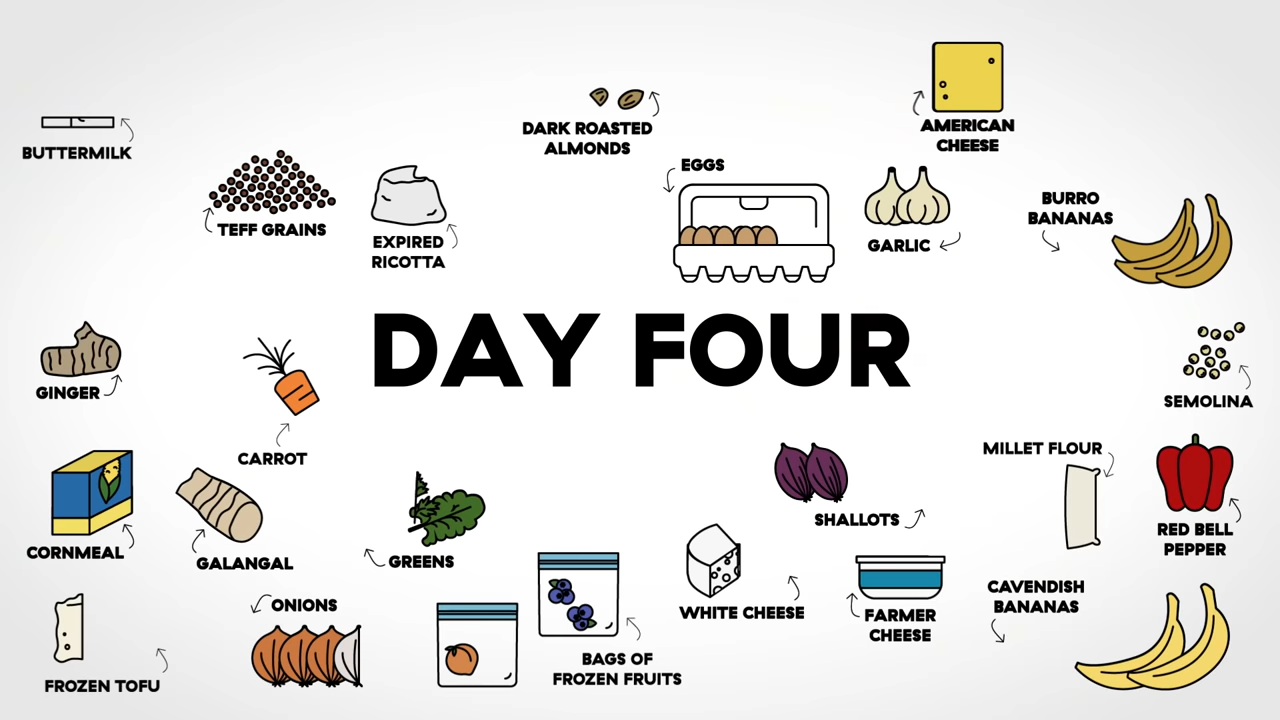 AMERICAN
CHEESE
DARK ROASTED
ALMONDS
BUTTERMILK
EGGS
BURRO
BANANAS
TEFF GRAINS
EXPIRED
RICOTTA
GARLIC
DAY FOUR
GINGER
SEMOLINA
CARROT
MILLET FLOUR
SHALLOTS
RED BELL
PEPPER
CORNMEAL
GALANGAL
GREENS
CAVENDISH
BANANAS
ONIONS
WHITE CHEESE
FARMER
CHEESE
BAGS OF
FROZEN FRUITS
FROZEN TOFU